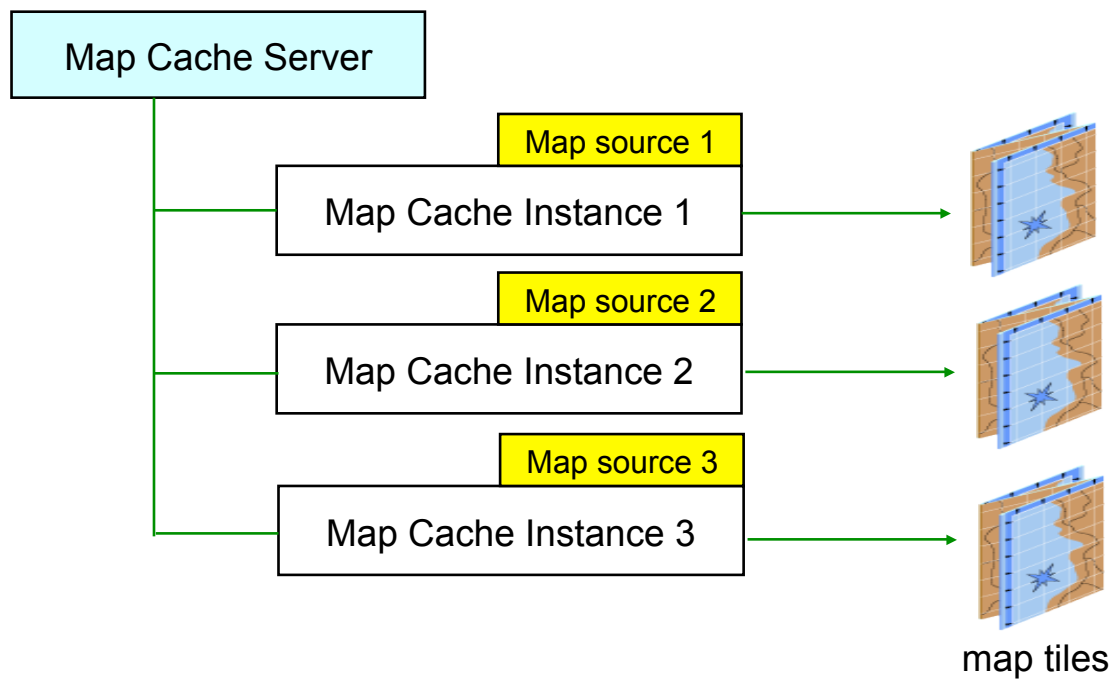 Map Cache Server
Map source 1
Map Cache Instance 1
Map source 2
Map Cache Instance 2
Map source 3
Map Cache Instance 3
map tiles